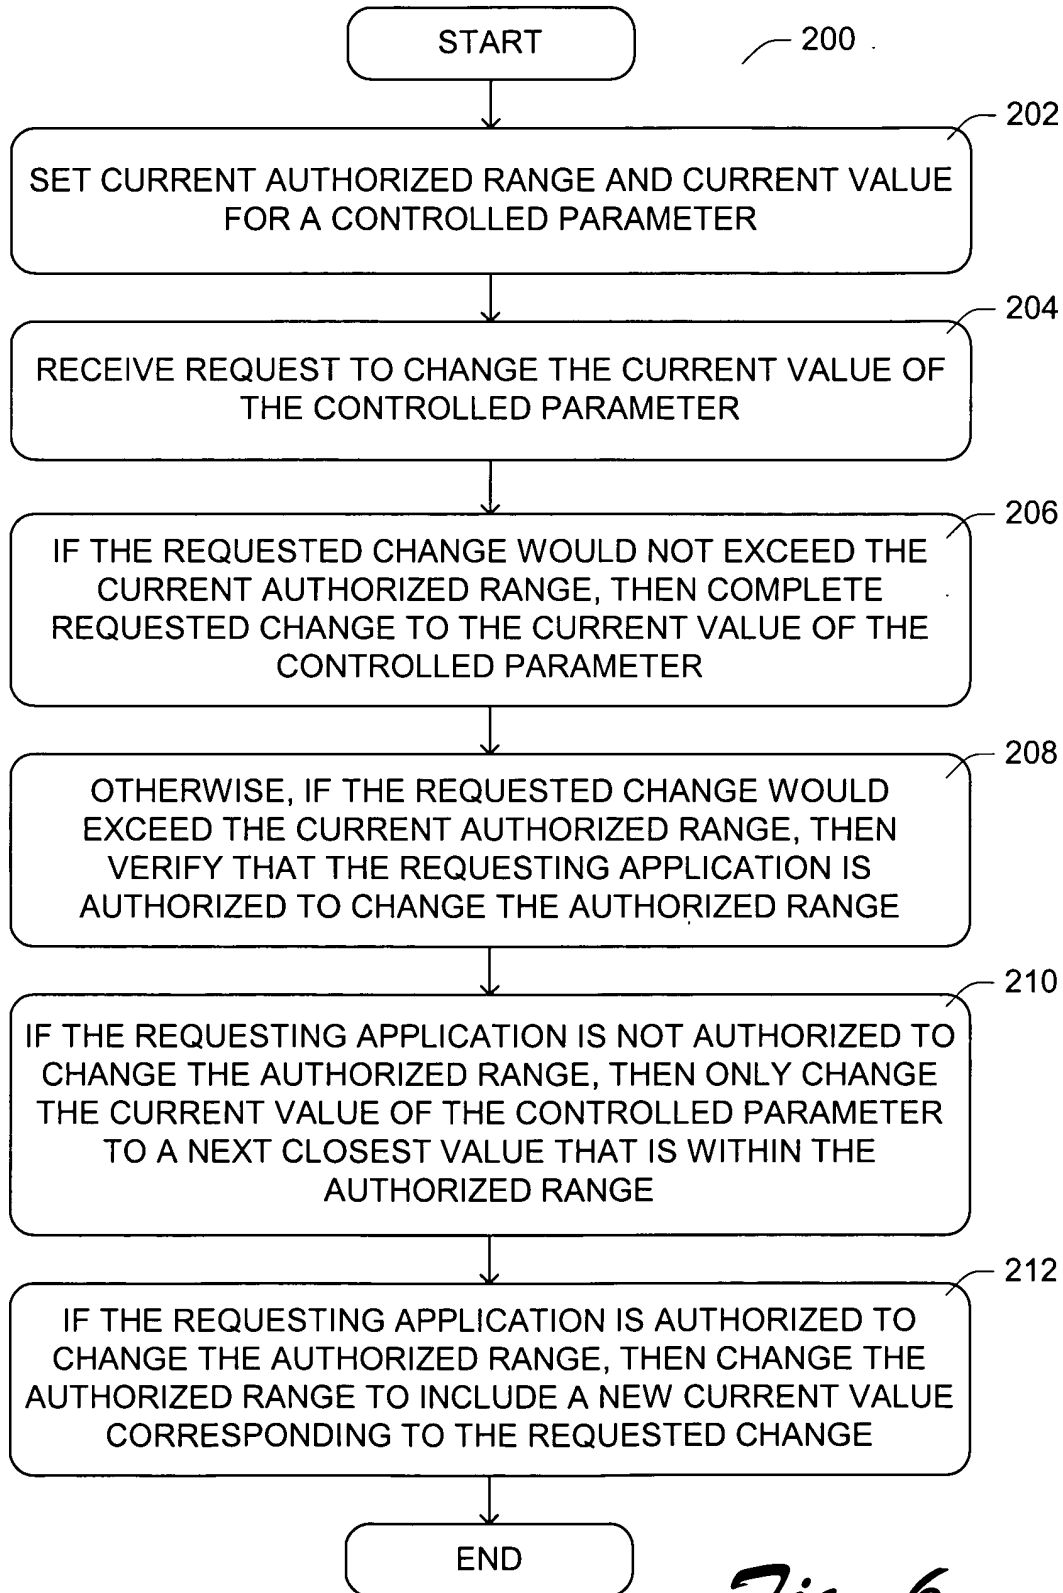 START
200
202
SET CURRENT AUTHORIZED RANGE AND CURRENT VALUE
FOR A CONTROLLED PARAMETER
204
RECEIVE REQUEST TO CHANGE THE CURRENT VALUE OF
THE CONTROLLED PARAMETER
206
IF THE REQUESTED CHANGE WOULD NOT EXCEED THE
CURRENT AUTHORIZED RANGE, THEN COMPLETE
REQUESTED CHANGE TO THE CURRENT VALUE OF THE
CONTROLLED PARAMETER
208
OTHERWISE, IF THE REQUESTED CHANGE WOULD
EXCEED THE CURRENT AUTHORIZED RANGE, THEN
VERIFY THAT THE REQUESTING APPLICATION IS
AUTHORIZED TO CHANGE THE AUTHORIZED RANGE
210
IF THE REQUESTING APPLICATION IS NOT AUTHORIZED TO
CHANGE THE AUTHORIZED RANGE, THEN ONLY CHANGE
THE CURRENT VALUE OF THE CONTROLLED PARAMETER
TO A NEXT CLOSEST VALUE THAT IS WITHIN THE
AUTHORIZED RANGE
212
IF THE REQUESTING APPLICATION IS AUTHORIZED TO
CHANGE THE AUTHORIZED RANGE, THEN CHANGE THE
AUTHORIZED RANGE TO INCLUDE A NEW CURRENT VALUE
CORRESPONDING TO THE REQUESTED CHANGE
END
Fig. 6